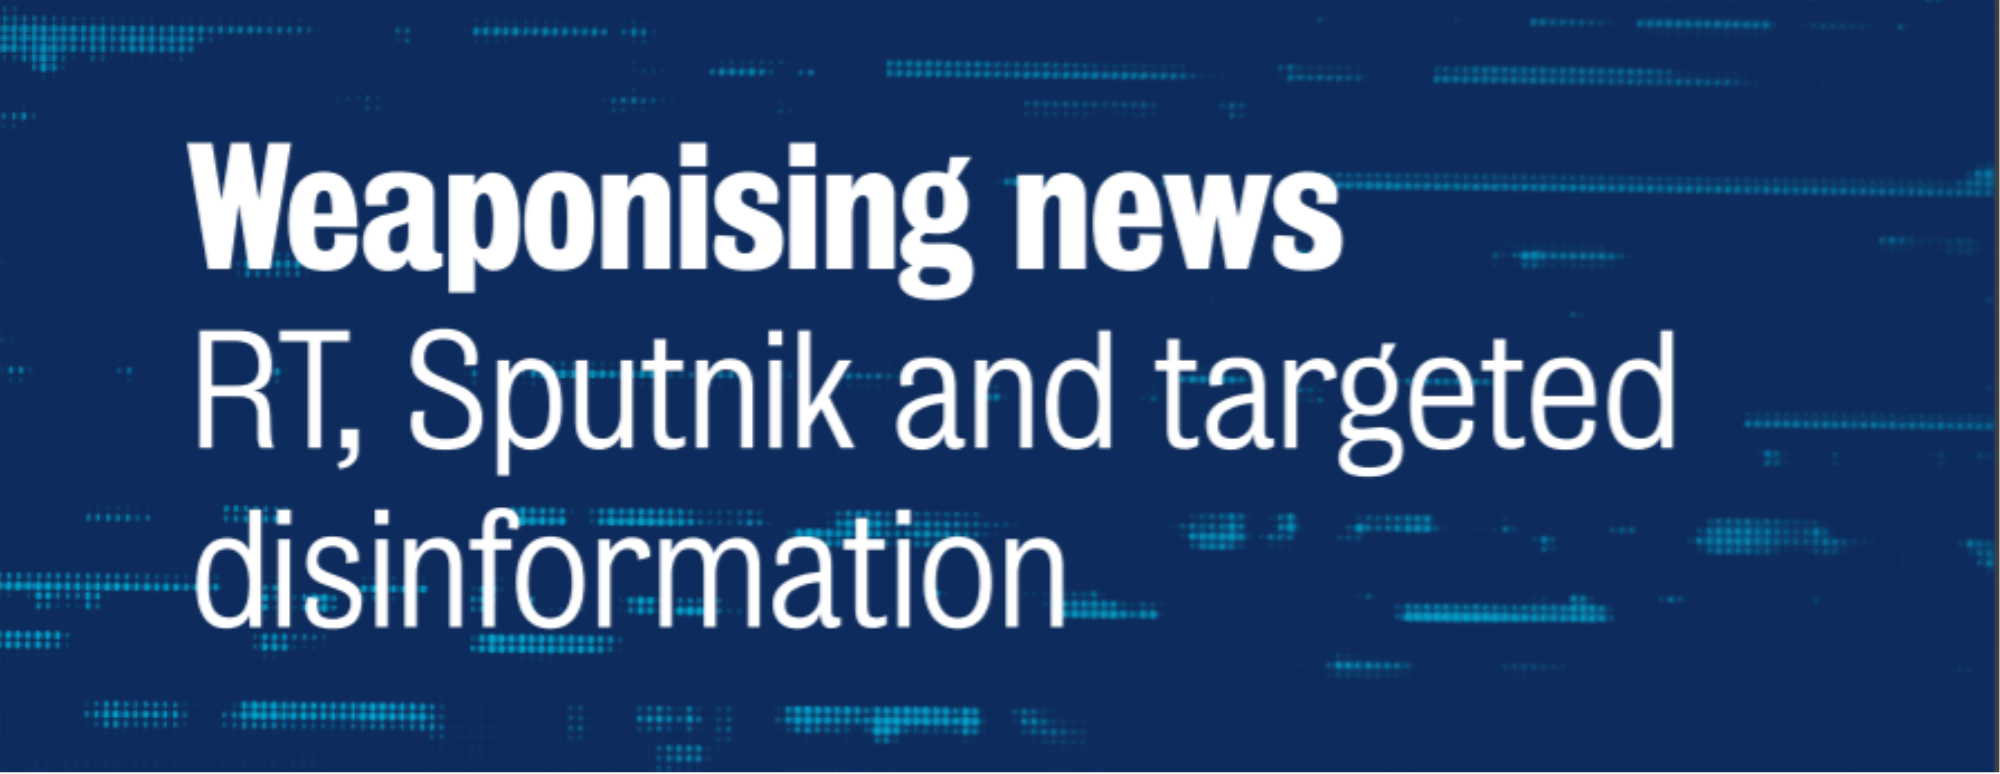 Weaponising news
RT, Sputnik and targeted
disinformation